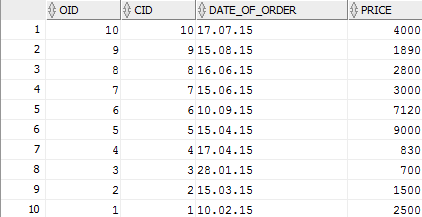 OID CID DATE_OF_ORDER PRICE
1 10 10 17.07.15 4000
2 9 9 15.08.15 1890
3 8 8 16.06.15 2800
4 7 7 15.06.15 3000
5 6 6 10.09.15 7120
6 5 5 15.04.15 9000
7 4 4 17.04.15 830
8 3 3 28.01.15 700
9 2 2 15.03.15 1500
10 1 1 10.02.15 2500